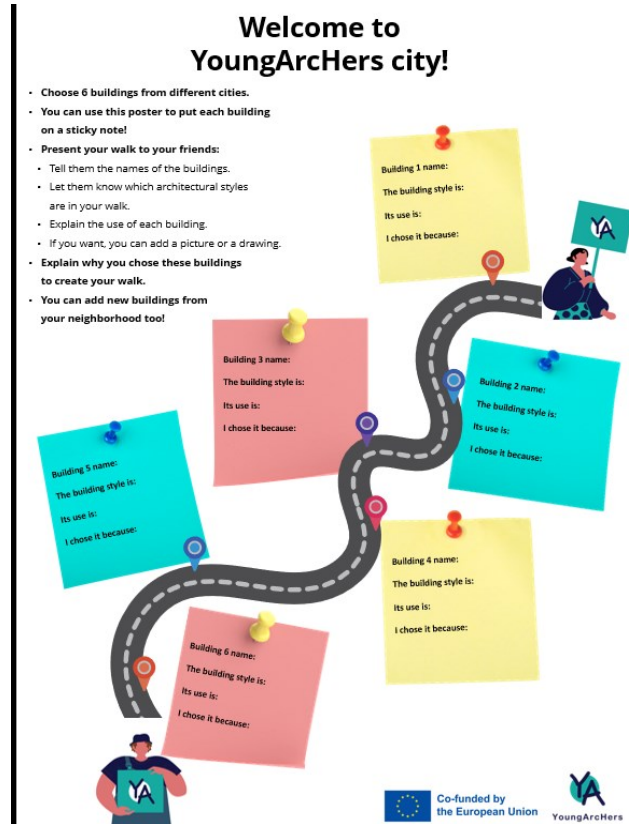 Welcome to
YoungArcHers city!
• Choose 6 buildings from different cities.
• You can use this poster to put each building
on a sticky note!
• Present your walk to your friends:
• Tell them the names of the buildings.
• Let them know which architectural styles
are in your walk.
• Explain the use of each building.
• If you want, you can add a picture or a drawing.
• Explain why you chose these buildings
to create your walk.
• You can add new buildings from
your neighborhood too!
Building 1 name:
The building style is:
Its use is:
I chose it because:
YA
Building 2 name:
The building style is:
Its use is:
I chose it because:
Building 3 name:
The building style is:
Its use is:
I chose it because:
Building 4 name:
The building style is:
Its use is:
I chose it because:
Building 5 name:
The building style is:
Its use is:
I chose it because:
Building 6 name:
The building style is:
Its use is:
I chose it because:
YA
Co-funded by
the European Union
YA
YoungArcHers